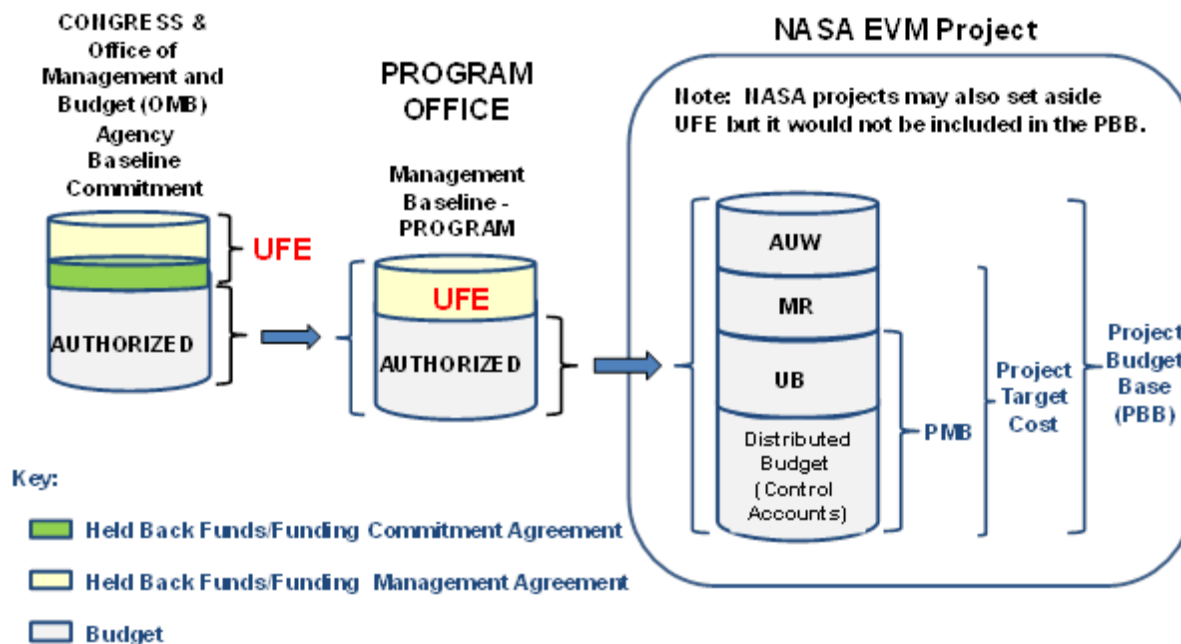 CONGRESS &
Office of
Management and
Budget (OMB)
Agency
Baseline
Commitment
UFE
AUTHORIZED
PROGRAM
OFFICE
Management
Baseline -
PROGRAM
UFE
AUTHORIZED
NASA EVM Project
Note: NASA projects may also set aside
UFE but it would not be included in the PBB.
AUW
MR
UB
Distributed
Budget
(Control
Accounts)
PMB
Project
Target
Cost
Project
Budget
Base
(PBB)
Key:
Held Back Funds/Funding Commitment Agreement
Held Back Funds/Funding Management Agreement
Budget